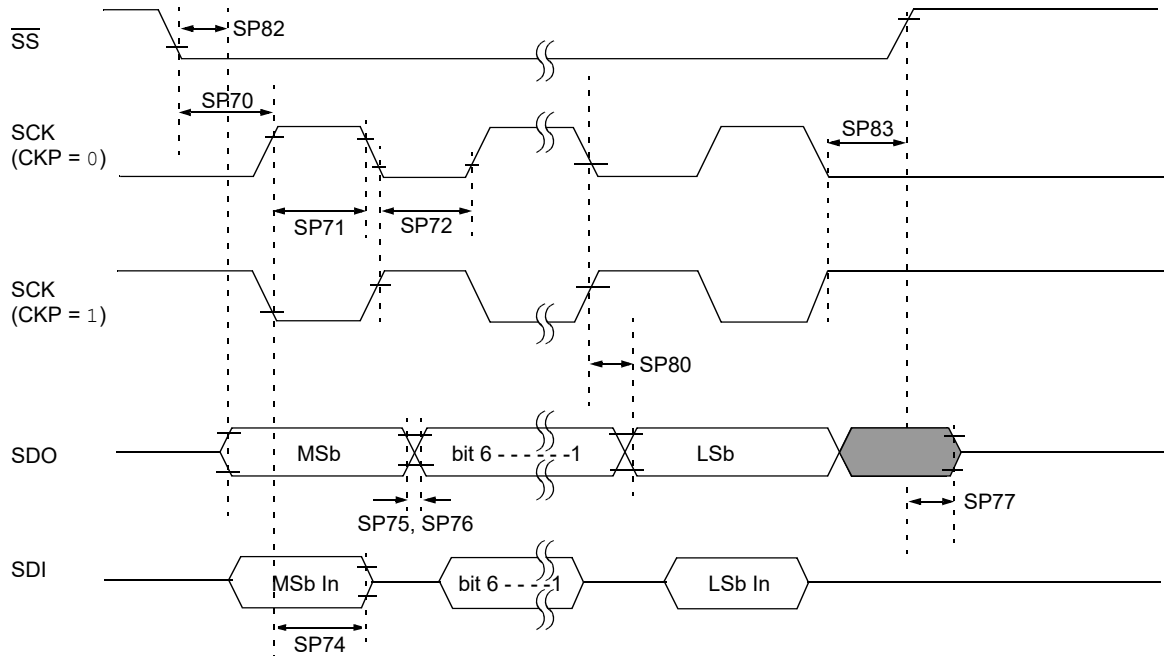 SS
SP82
SP70
SCK
(CKP = 0)
SP83
SP71
SP72
SCK
(CKP = 1)
SP80
SDO
MSb
bit 6 - - - - - -1
LSb
SP77
SP75, SP76
SDI
MSb In
bit 6 - - - - -1
LSb In
SP74